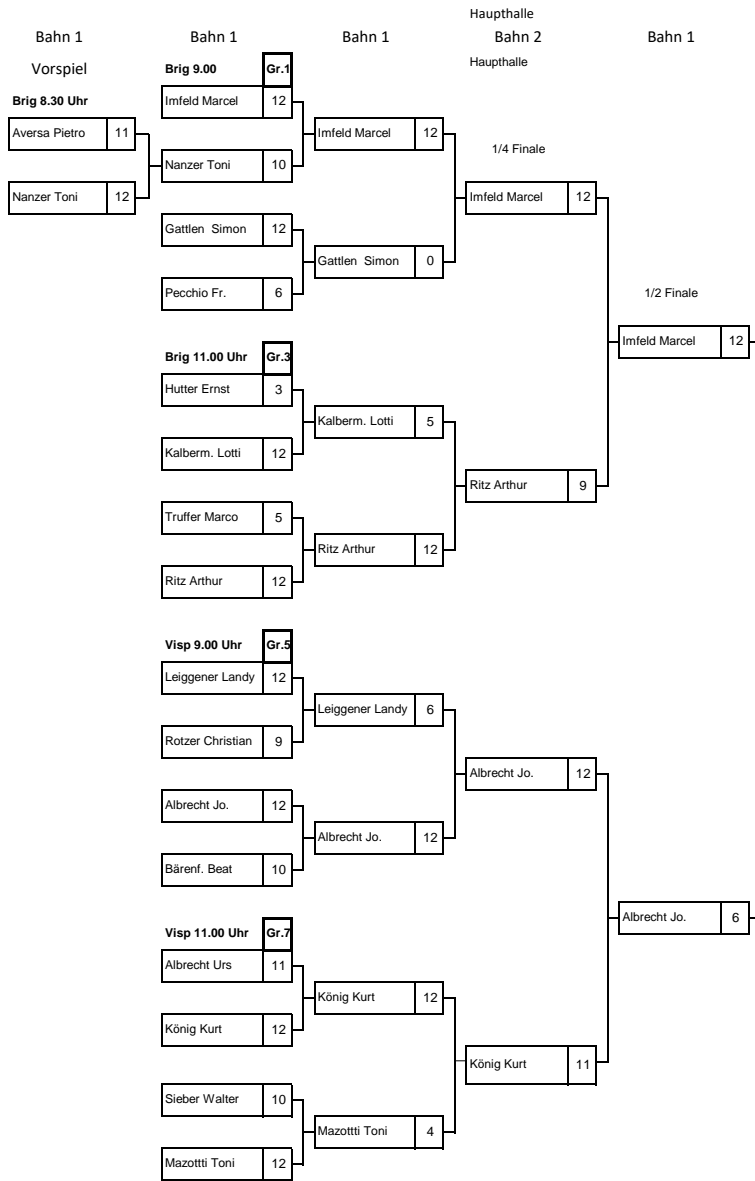 Haupthalle
Bahn 1 Bahn 1 Bahn 1 Bahn 2 Bahn 1
Vorspiel Brig 9.00 Gr.1 Haupthalle
Brig 8.30 Uhr Imfeld Marcel 12
Aversa Pietro 11 Imfeld Marcel 12
1/4 Finale
Nanzer Toni 10
Nanzer Toni 12 Imfeld Marcel 12
Gattlen Simon 12
Gattlen Simon 0
Pecchio Fr. 6 1/2 Finale
Imfeld Marcel 12
Brig 11.00 Uhr Gr.3
Hutter Ernst 3
Kalberm. Lotti 5
Kalberm. Lotti 12
Ritz Arthur 9
Truffer Marco 5
Ritz Arthur 12
Ritz Arthur 12
Visp 9.00 Uhr Gr.5
Leiggener Landy 12
Leiggener Landy 6
Rotzer Christian 9
Albrecht Jo. 12
Albrecht Jo. 12
Albrecht Jo. 12
Bärenf. Beat 10
Albrecht Jo. 6
Visp 11.00 Uhr Gr.7
Albrecht Urs 11
König Kurt 12
König Kurt 12
König Kurt 11
Sieber Walter 10
Mazottti Toni 4
Mazottti Toni 12